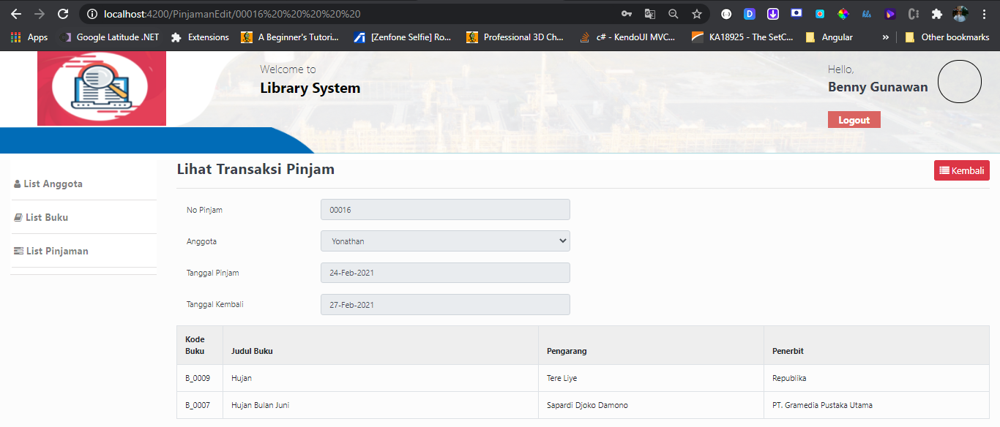 localhost:4200/PinjamanEdit/00016%20%20%20%20%20
Apps
Google Latitude .NET
Extensions
A Beginner's Tutori...
[Zenfone Selfie] Ro...
Professional 3D Ch...
c# - KendoUI MVC...
KA18925 - The SetC...
Angular
»
Other bookmarks
Welcome to
Library System
Hello,
Benny Gunawan
Logout
List Anggota
List Buku
List Pinjaman
Lihat Transaksi Pinjam
Kembali
No Pinjam 00016
Anggota Yonathan
Tanggal Pinjam 24-Feb-2021
Tanggal Kembali 27-Feb-2021
Kode Buku Judul Buku Pengarang Penerbit
B_0009 Hujan Tere Liye Republika
B_0007 Hujan Bulan Juni Sapardi Djoko Damono PT. Gramedia Pustaka Utama